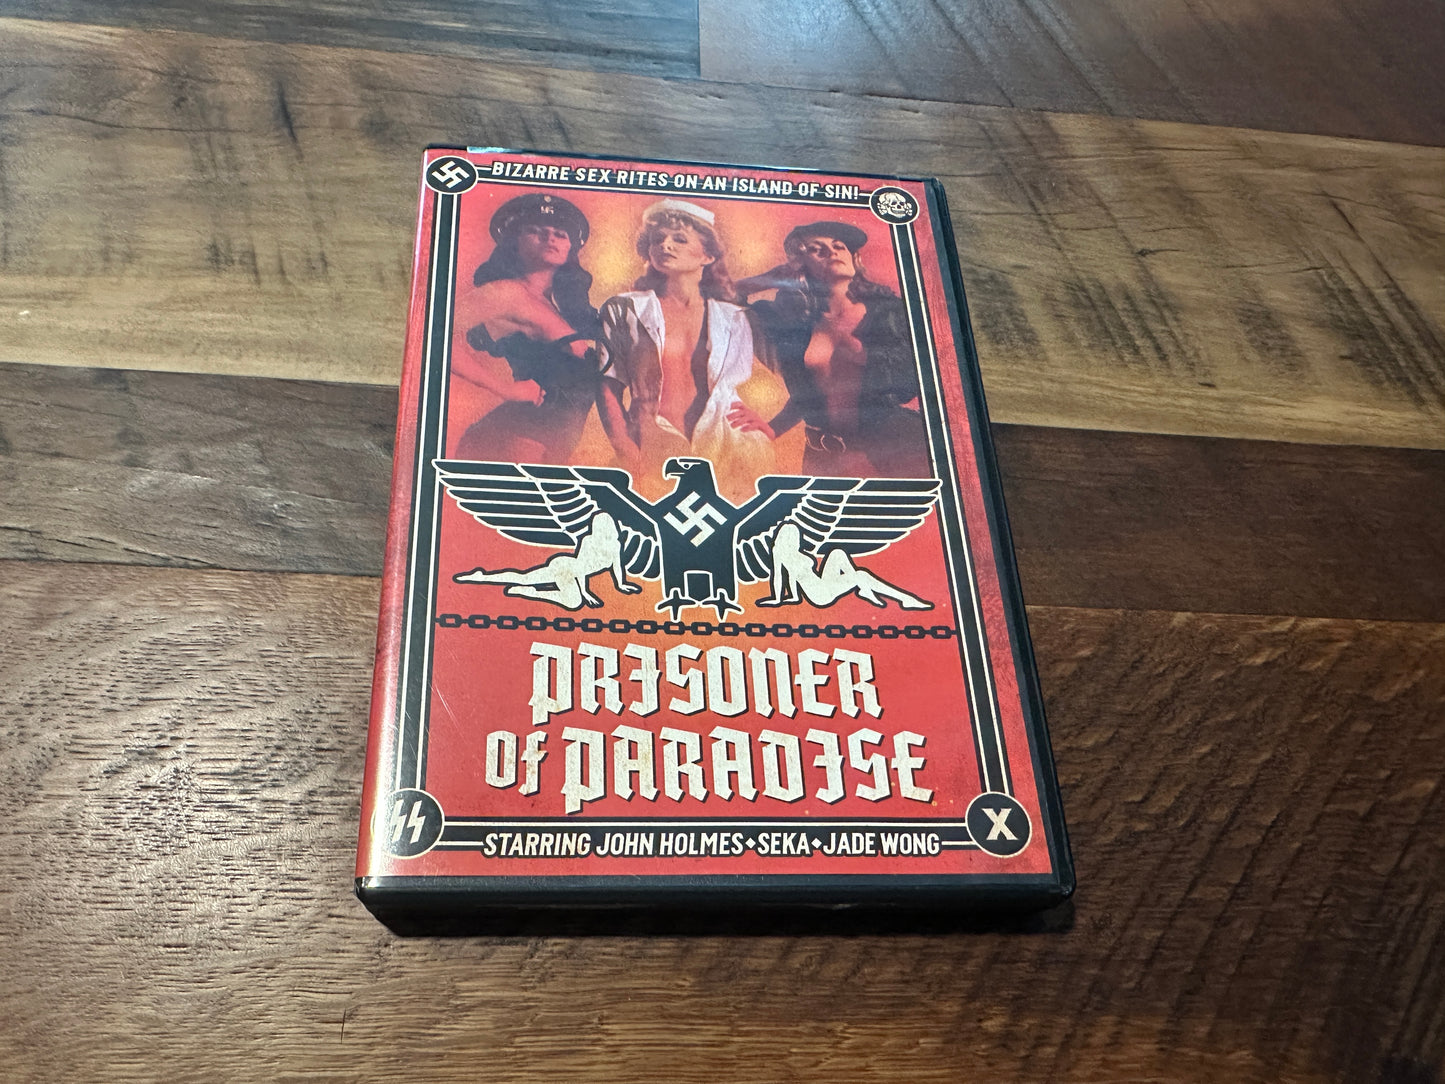 BIZARRE SEX RITES ON AN ISLAND OF SIN!
PRISONER
OF PARADISE
STARRING JOHN HOLMES◆SEKA◆JADE WONG
X